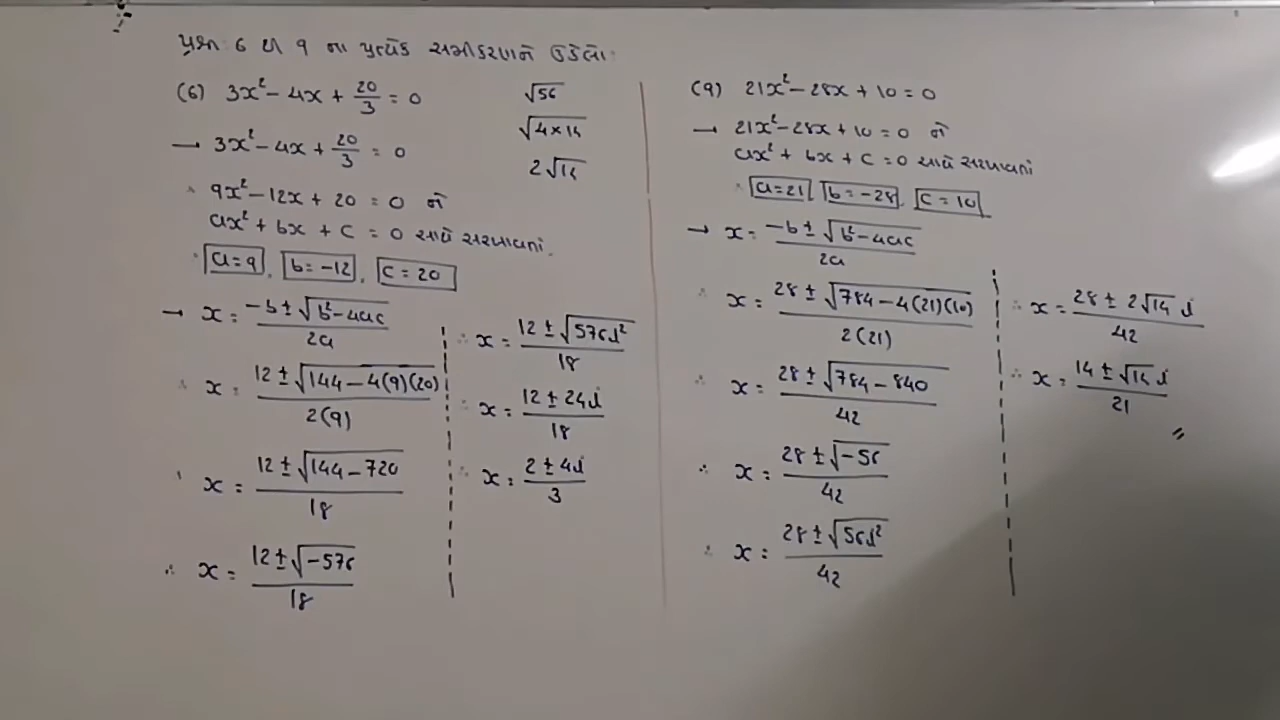 પ્રશ્ન 6 થી 9 ના પ્રત્યેક સમીકરણને ઉકેલો:
(6) 3x² − 4x + 20/3 = 0
→ 3x² − 4x + 20/3 = 0
∴ 9x² − 12x + 20 = 0 ને
ax² + bx + c = 0 સાથે સરખાવતાં.
∴ a=9, b=−12, c=20
→ x = (−b ± √(b²−4ac))/2a
∴ x = (12 ± √(144 − 4(9)(20)))/2(9)
∴ x = (12 ± √(144 − 720))/18
∴ x = (12 ± √−576)/18
∴ x = (12 ± √(576i²))/18
∴ x = (12 ± 24i)/18
∴ x = (2 ± 4i)/3
√56
√(4×14)
2√14
(9) 21x² − 28x + 10 = 0
→ 21x² − 28x + 10 = 0 ને
ax² + bx + c = 0 સાથે સરખાવતાં
∴ a=21, b=−28, c=10
→ x = (−b ± √(b²−4ac))/2a
∴ x = (28 ± √(784 − 4(21)(10)))/2(21)
∴ x = (28 ± √(784 − 840))/42
∴ x = (28 ± √−56)/42
∴ x = (28 ± √(56i²))/42
∴ x = (28 ± 2√14 i)/42
∴ x = (14 ± √14 i)/21